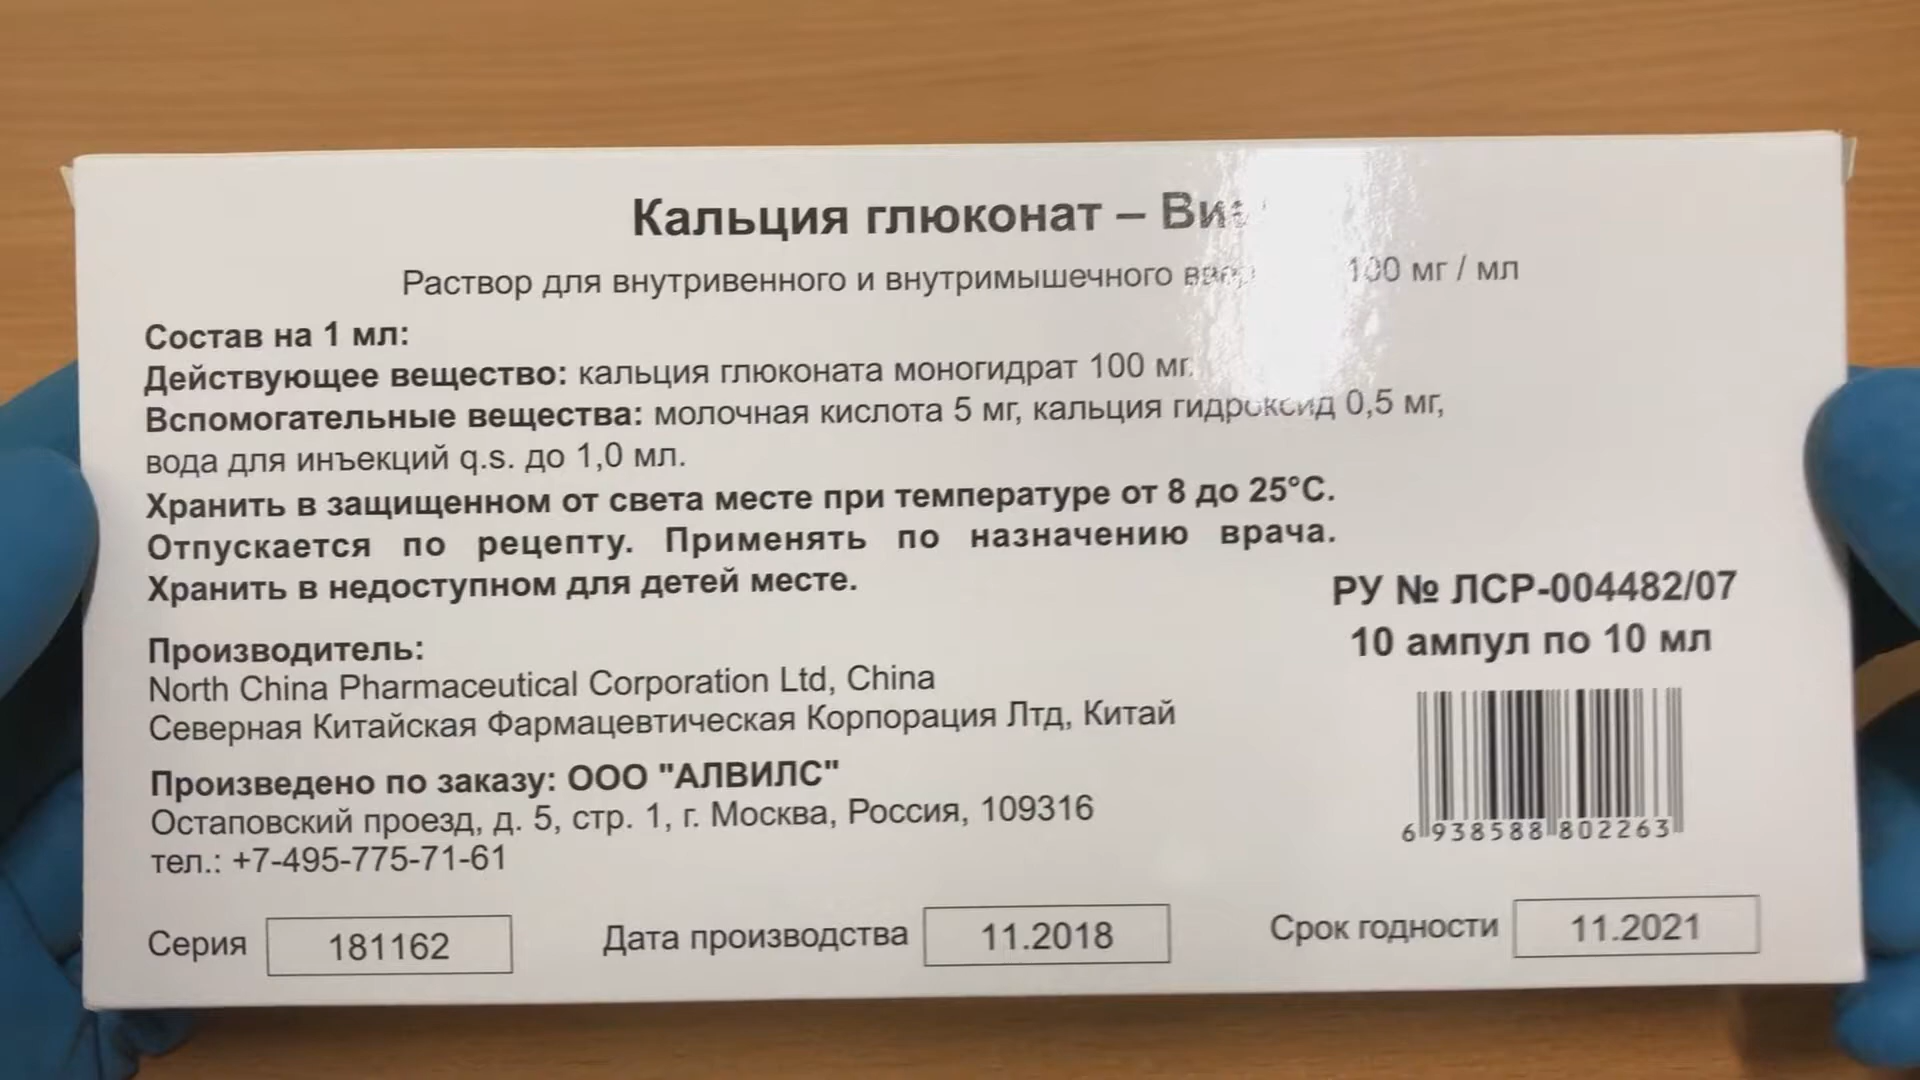 Кальция глюконат –
Раствор для внутривенного и внутримышечного 100 мг / мл
Состав на 1 мл:
Действующее вещество: кальция глюконата моногидрат 100 мг.
Вспомогательные вещества: молочная кислота 5 мг, кальция гидроксид 0,5 мг,
вода для инъекций q.s. до 1,0 мл.
Хранить в защищенном от света месте при температуре от 8 до 25°С.
Отпускается по рецепту. Применять по назначению врача.
Хранить в недоступном для детей месте.
РУ № ЛСР-004482/07
10 ампул по 10 мл
Производитель:
North China Pharmaceutical Corporation Ltd, China
Северная Китайская Фармацевтическая Корпорация Лтд, Китай
Произведено по заказу: ООО "АЛВИЛС"
Остаповский проезд, д. 5, стр. 1, г. Москва, Россия, 109316
тел.: +7-495-775-71-61
6 938588 802263
Серия 181162 Дата производства 11.2018 Срок годности 11.2021